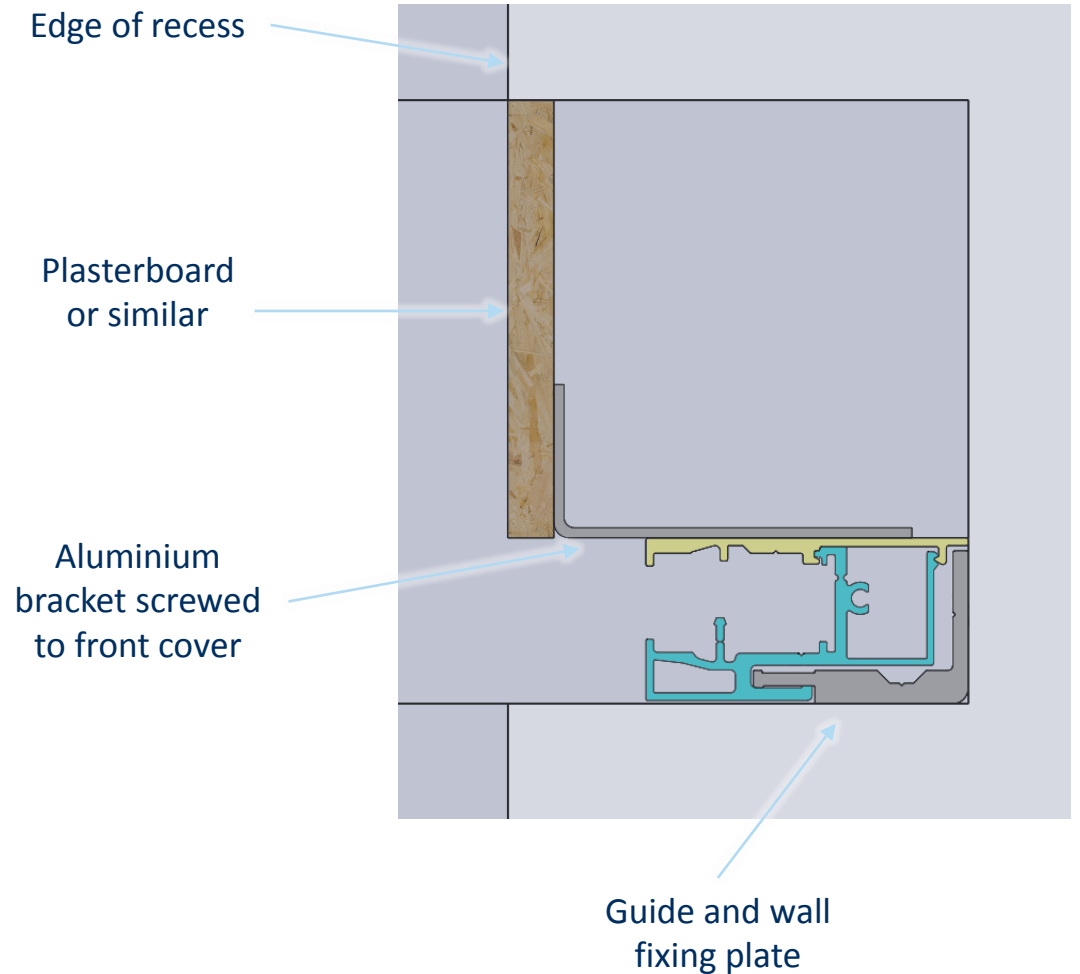 Edge of recess
Plasterboard
or similar
Aluminium
bracket screwed
to front cover
Guide and wall
fixing plate